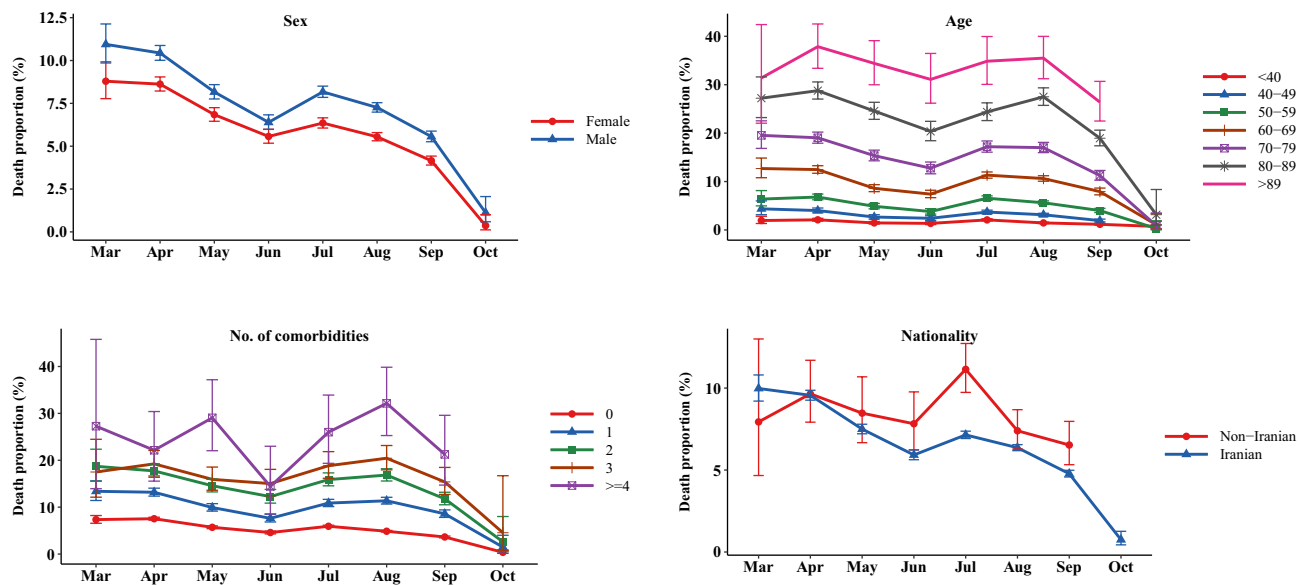 Sex
Death proportion (%)
12.5
10.0
7.5
5.0
2.5
0.0
Mar Apr May Jun Jul Aug Sep Oct
Female
Male
Age
Death proportion (%)
40
30
20
10
0
Mar Apr May Jun Jul Aug Sep Oct
<40
40−49
50−59
60−69
70−79
80−89
>89
No. of comorbidities
Death proportion (%)
40
30
20
10
0
Mar Apr May Jun Jul Aug Sep Oct
0
1
2
3
>=4
Nationality
Death proportion (%)
10
5
0
Mar Apr May Jun Jul Aug Sep Oct
Non−Iranian
Iranian